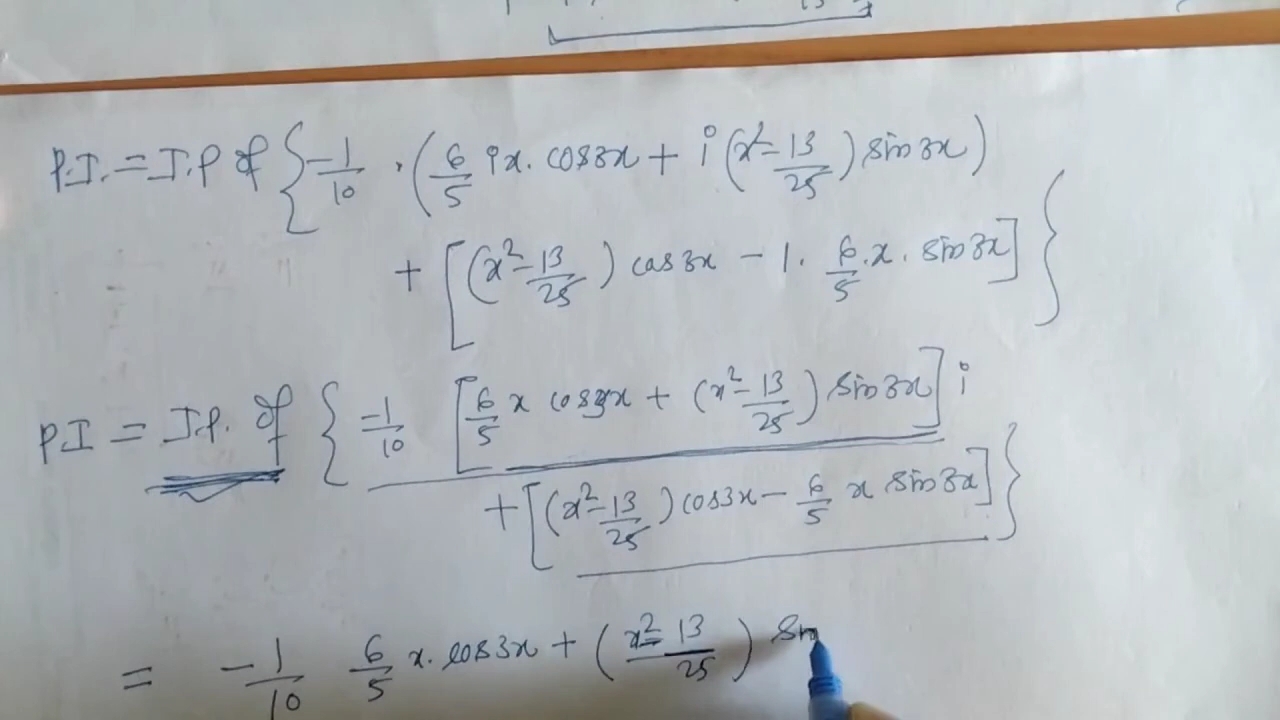 P.I. = I.P of { -1/10 . ( 6/5 ix. cos3x + i (x² - 13/25) sin3x )
+ [ (x² - 13/25) cos3x - 1. 6/5 . x . sin3x ] }
P.I = I.P. of { -1/10 [ 6/5 x cos3x + (x² - 13/25) sin3x ] i
+ [ (x² - 13/25) cos3x - 6/5 x sin3x ] }
= -1/10 6/5 x. cos3x + (x² - 13/25) sin